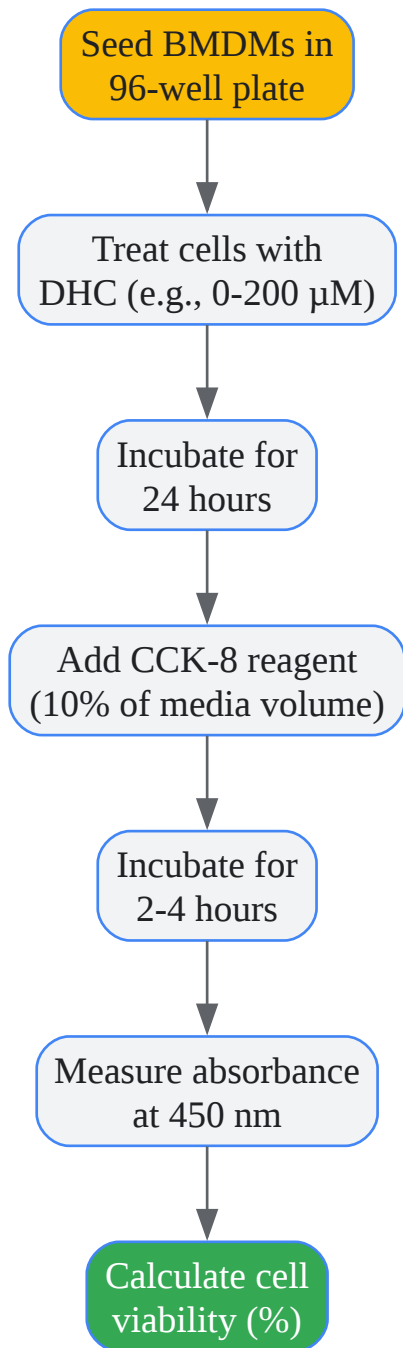 Seed BMDMs in
96-well plate
Treat cells with
DHC (e.g., 0-200 µM)
Incubate for
24 hours
Add CCK-8 reagent
(10% of media volume)
Incubate for
2-4 hours
Measure absorbance
at 450 nm
Calculate cell
viability (%)